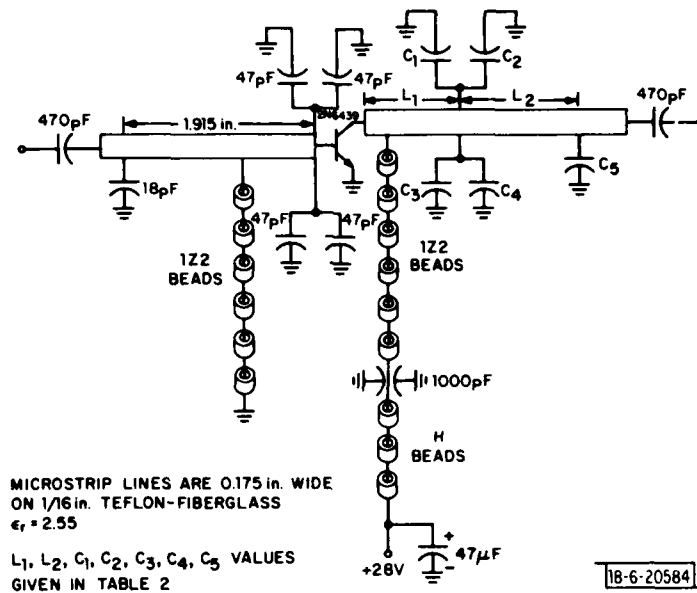 C₁
C₂
47pF
47pF
470pF
1.915 in.
2N6439
L₁
L₂
470pF
18pF
47pF
47pF
C₃
C₄
C₅
1Z2
BEADS
1Z2
BEADS
1000pF
H
BEADS
MICROSTRIP LINES ARE 0.175 in. WIDE
ON 1/16 in. TEFLON-FIBERGLASS
εᵣ = 2.55
L₁, L₂, C₁, C₂, C₃, C₄, C₅ VALUES
GIVEN IN TABLE 2
+
-
+28V
47µF
18-6-20584